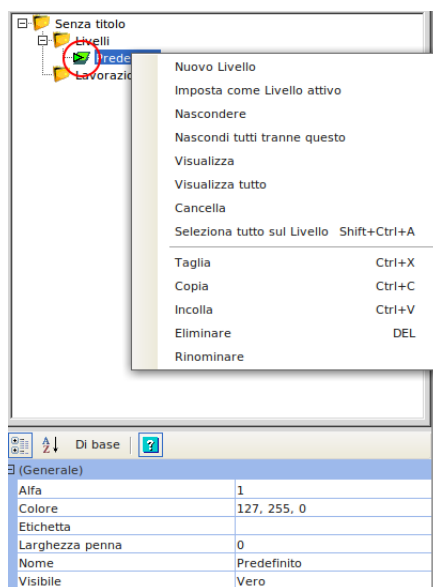 Senza titolo
Livelli
Prede
Lavorazio
Nuovo Livello
Imposta come Livello attivo
Nascondere
Nascondi tutti tranne questo
Visualizza
Visualizza tutto
Cancella
Seleziona tutto sul Livello Shift+Ctrl+A
Taglia Ctrl+X
Copia Ctrl+C
Incolla Ctrl+V
Eliminare DEL
Rinominare
Di base
(Generale)
Alfa 1
Colore 127, 255, 0
Etichetta
Larghezza penna 0
Nome Predefinito
Visibile Vero